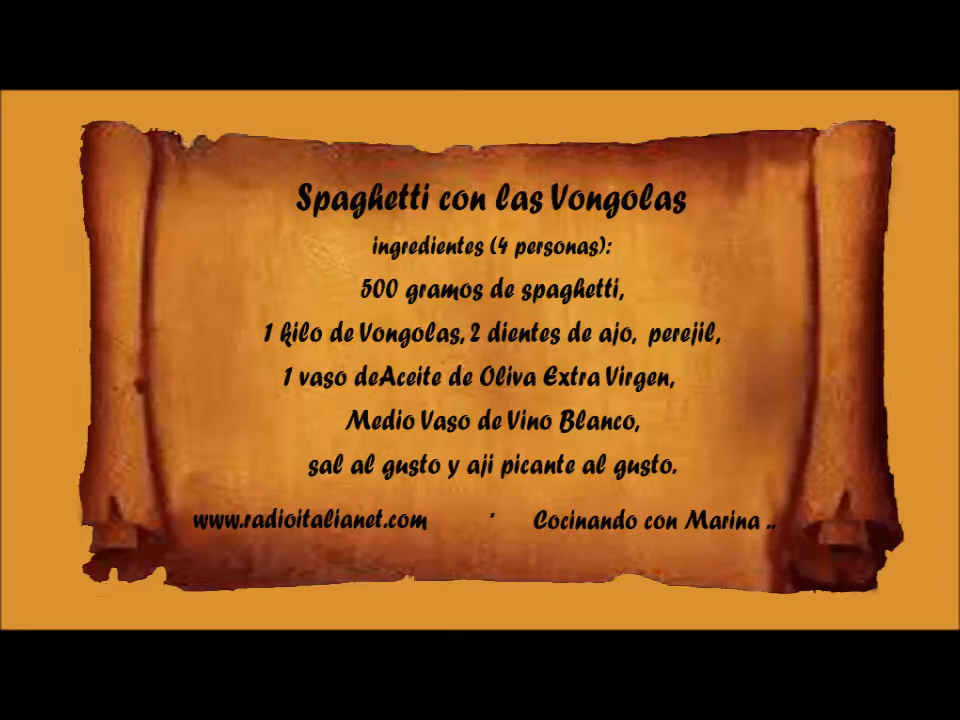 Spaghetti con las Vongolas
ingredientes (4 personas):
500 gramos de spaghetti,
1 kilo de Vongolas, 2 dientes de ajo, perejil,
1 vaso deAceite de Oliva Extra Virgen,
Medio Vaso de Vino Blanco,
sal al gusto y aji picante al gusto.
www.radioitalianet.com . Cocinando con Marina ..